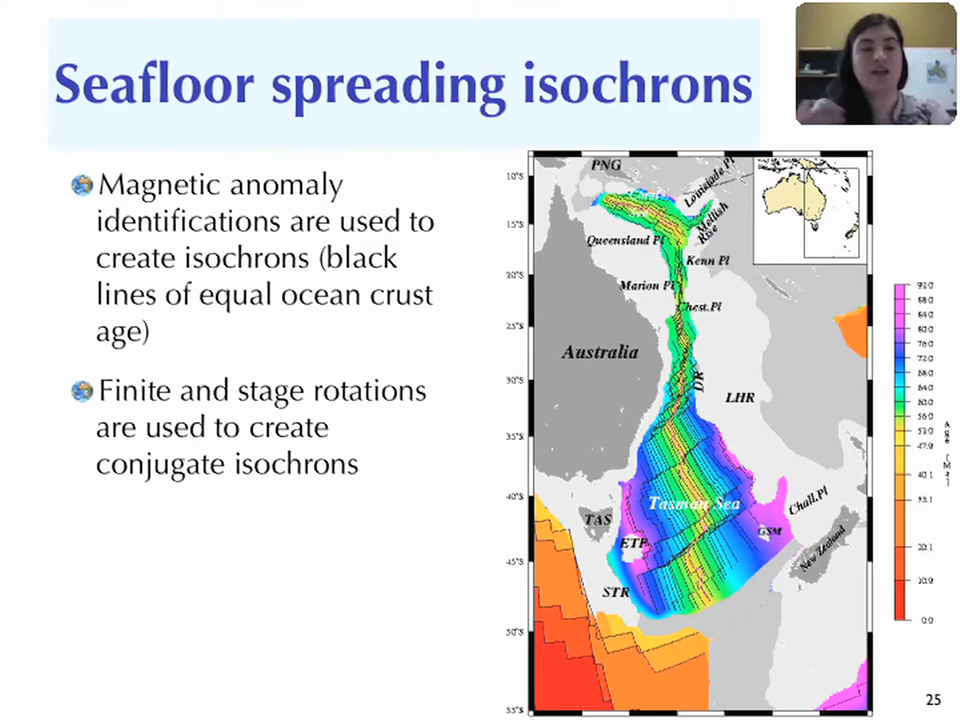 Seafloor spreading isochrons
Magnetic anomaly
identifications are used to
create isochrons (black
lines of equal ocean crust
age)
Finite and stage rotations
are used to create
conjugate isochrons
PNG
Louisiade Pl
Mellish
Rise
Queensland Pl
Kenn Pl
Marion Pl
Chest.Pl
Australia
DR
LHR
Tasman Sea
Chall.Pl
TAS
GSM
ETP
New Zealand
STR
10°S
15°S
20°S
25°S
30°S
35°S
40°S
45°S
50°S
55°S
88.0
84.0
80.0
76.0
72.0
68.0
64.0
60.0
56.0
47.9
40.1
33.1
20.1
10.9
0.0
Age [Ma]
25